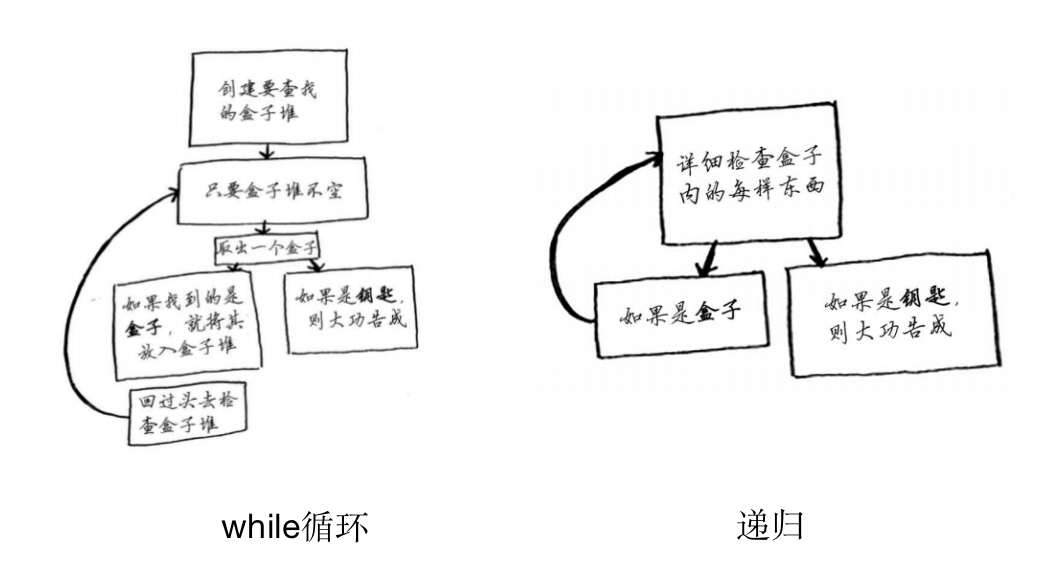 创建要查找
的盒子堆
只要盒子堆不空
取出一个盒子
如果找到的是
盒子，就将其
放入盒子堆
如果是钥匙，
则大功告成
回过头去检
查盒子堆
while循环
详细检查盒子
内的每样东西
如果是盒子
如果是钥匙，
则大功告成
递归